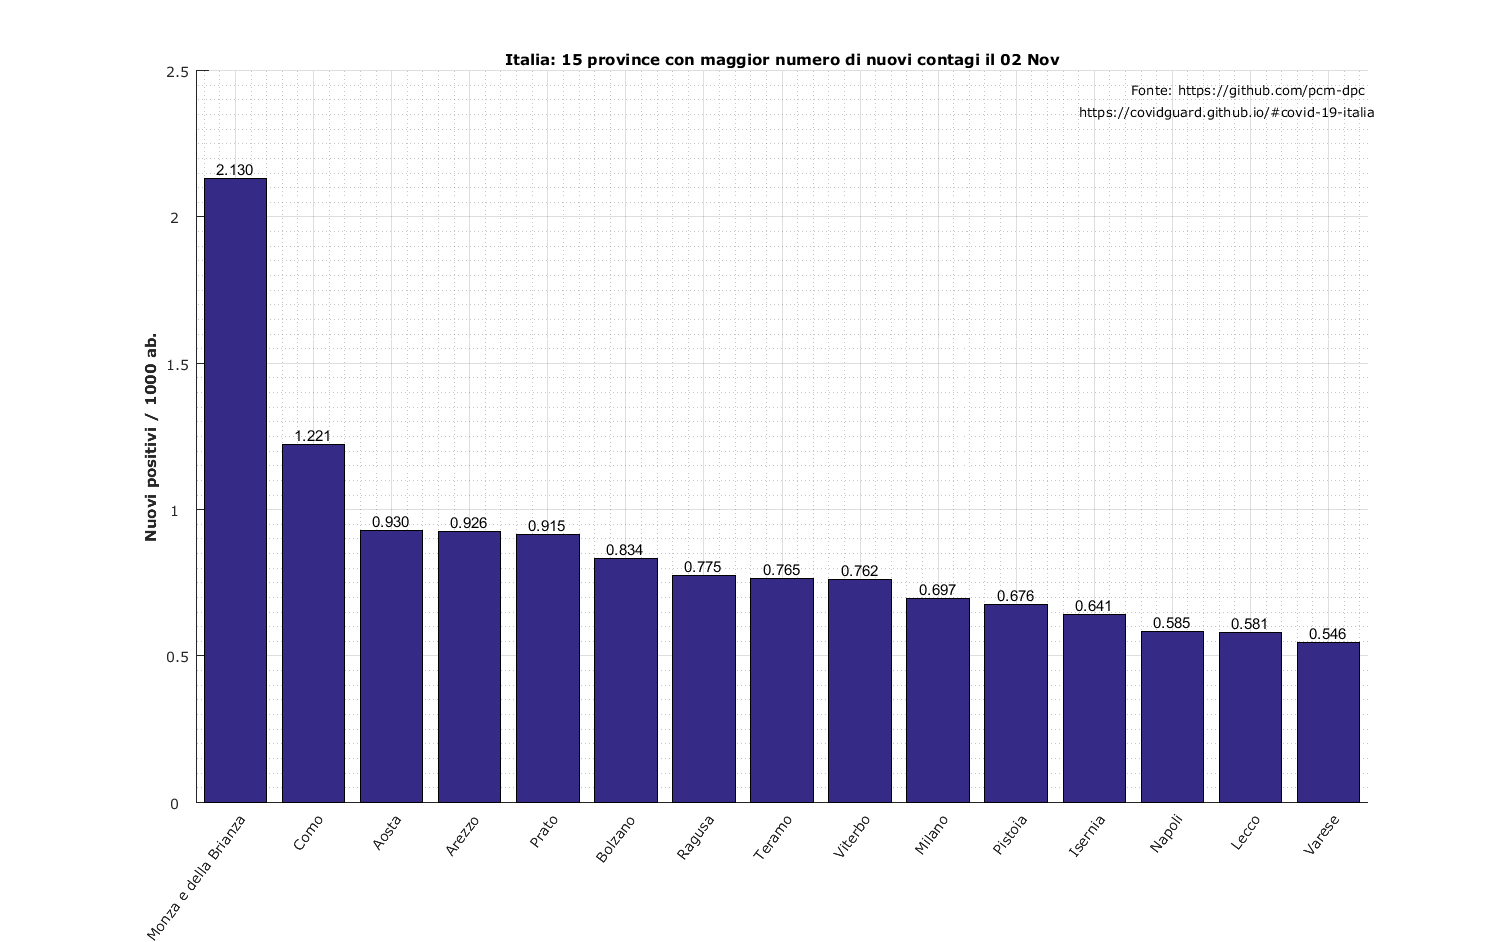 Italia: 15 province con maggior numero di nuovi contagi il 02 Nov
Fonte: https://github.com/pcm-dpc
https://covidguard.github.io/#covid-19-italia
Nuovi positivi / 1000 ab.
2.5
2
1.5
1
0.5
0
2.130
1.221
0.930
0.926
0.915
0.834
0.775
0.765
0.762
0.697
0.676
0.641
0.585
0.581
0.546
Monza e della Brianza
Como
Aosta
Arezzo
Prato
Bolzano
Ragusa
Teramo
Viterbo
Milano
Pistoia
Isernia
Napoli
Lecco
Varese